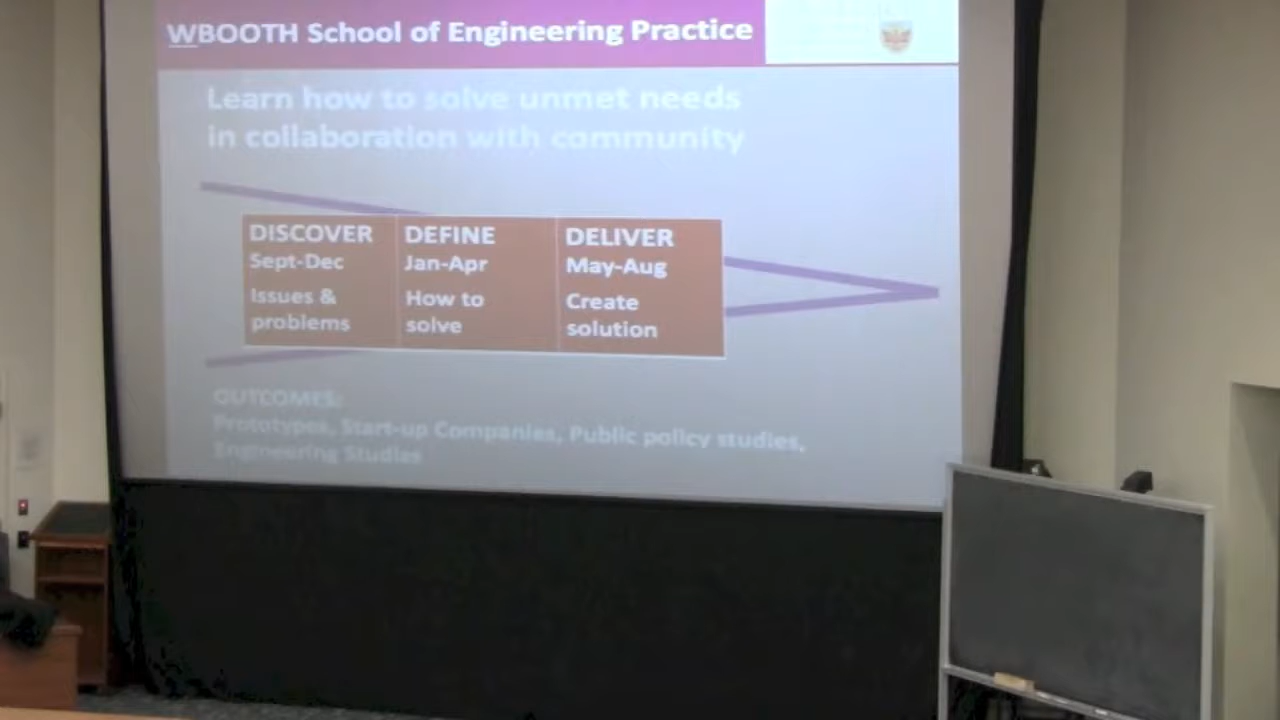 WBOOTH School of Engineering Practice
Learn how to solve unmet needs
in collaboration with community
DISCOVER
Sept-Dec
Issues &
problems
DEFINE
Jan-Apr
How to
solve
DELIVER
May-Aug
Create
solution
OUTCOMES:
Prototypes, Start-up Companies, Public policy studies,
Engineering Studies